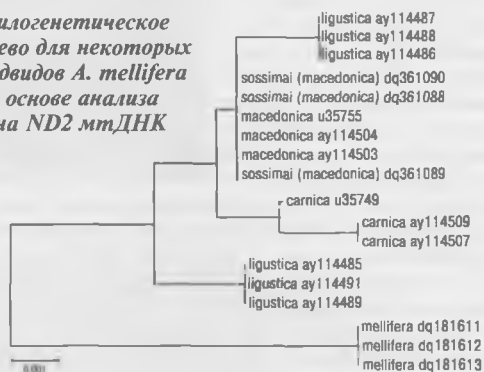 илогенетическое
ево для некоторых
двидов A. mellifera
основе анализа
на ND2 мтДНК
ligustica ay114487
ligustica ay114488
ligustica ay114486
sossimai (macedonica) dq361090
sossimai (macedonica) dq361088
macedonica u35755
macedonica ay114504
macedonica ay114503
sossimai (macedonica) dq361089
carnica u35749
carnica ay114509
carnica ay114507
ligustica ay114485
ligustica ay114491
ligustica ay114489
mellifera dq181611
mellifera dq181612
mellifera dq181613